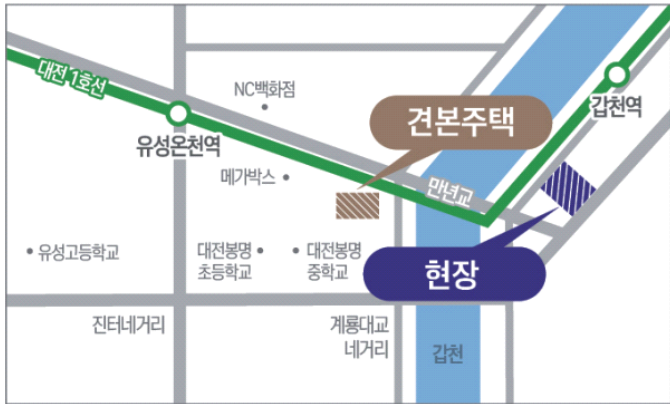 대전 1호선
NC백화점
갑천역
견본주택
유성온천역
메가박스
만년교
유성고등학교
대전봉명
초등학교
대전봉명
중학교
현장
진터네거리
계룡대교
네거리
갑천